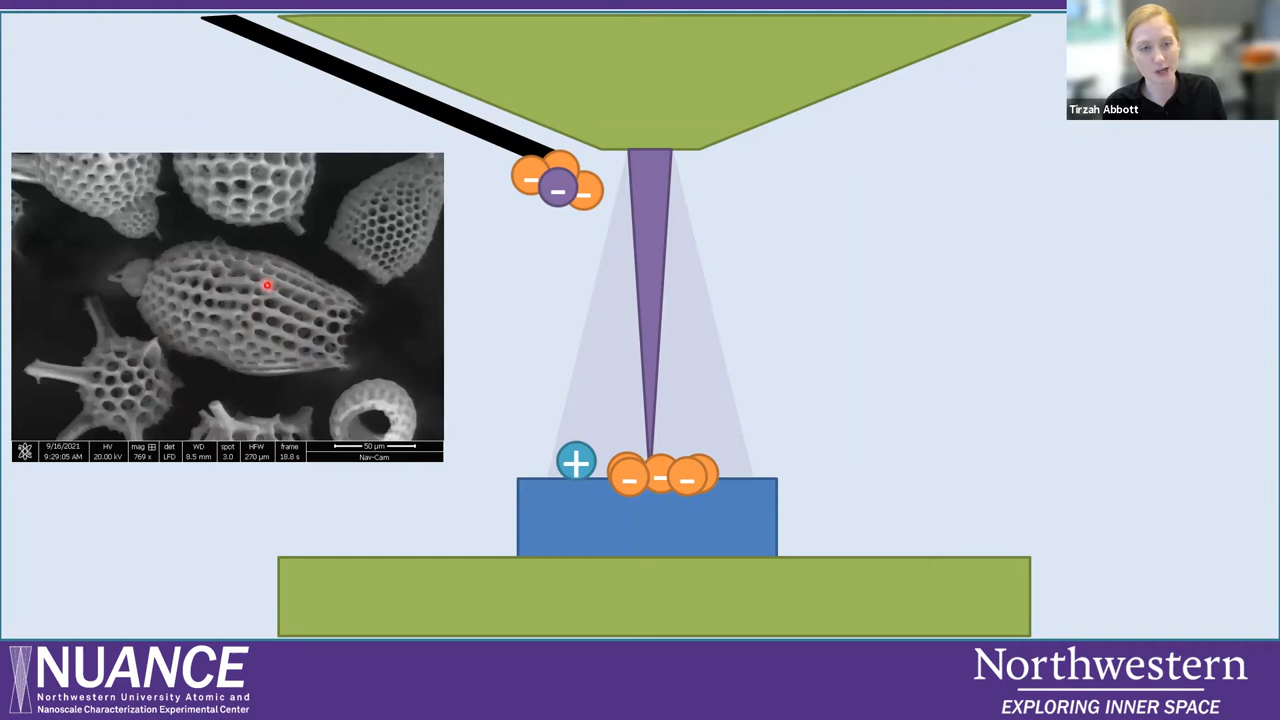 Tirzah Abbott
−
−
−
+
−
−
−
9/16/2021
9:29:05 AM
HV
20.00 kV
mag
769 x
det
LFD
WD
8.5 mm
spot
3.0
HFW
270 µm
frame
18.8 s
50 µm
Nav-Cam
NUANCE
Northwestern University Atomic and
Nanoscale Characterization Experimental Center
Northwestern
EXPLORING INNER SPACE